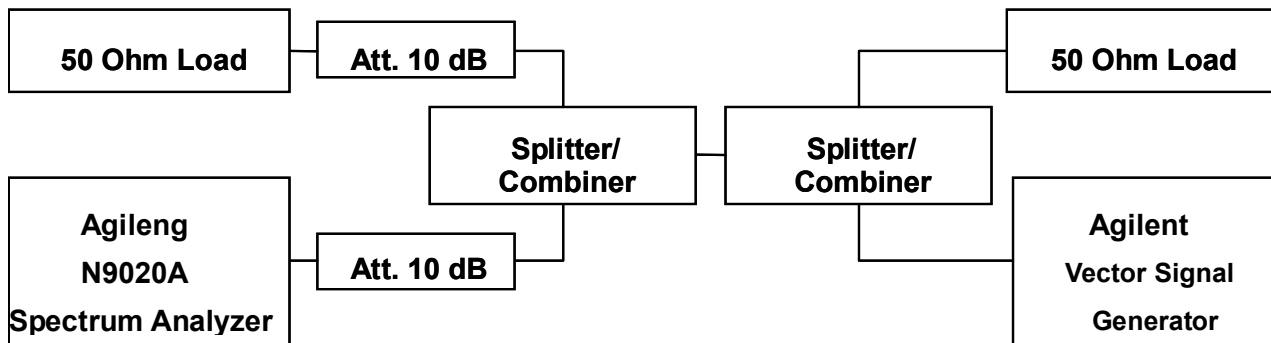 50 Ohm Load
Att. 10 dB
50 Ohm Load
Splitter/
Combiner
Splitter/
Combiner
Agileng
N9020A
Spectrum Analyzer
Att. 10 dB
Agilent
Vector Signal
Generator